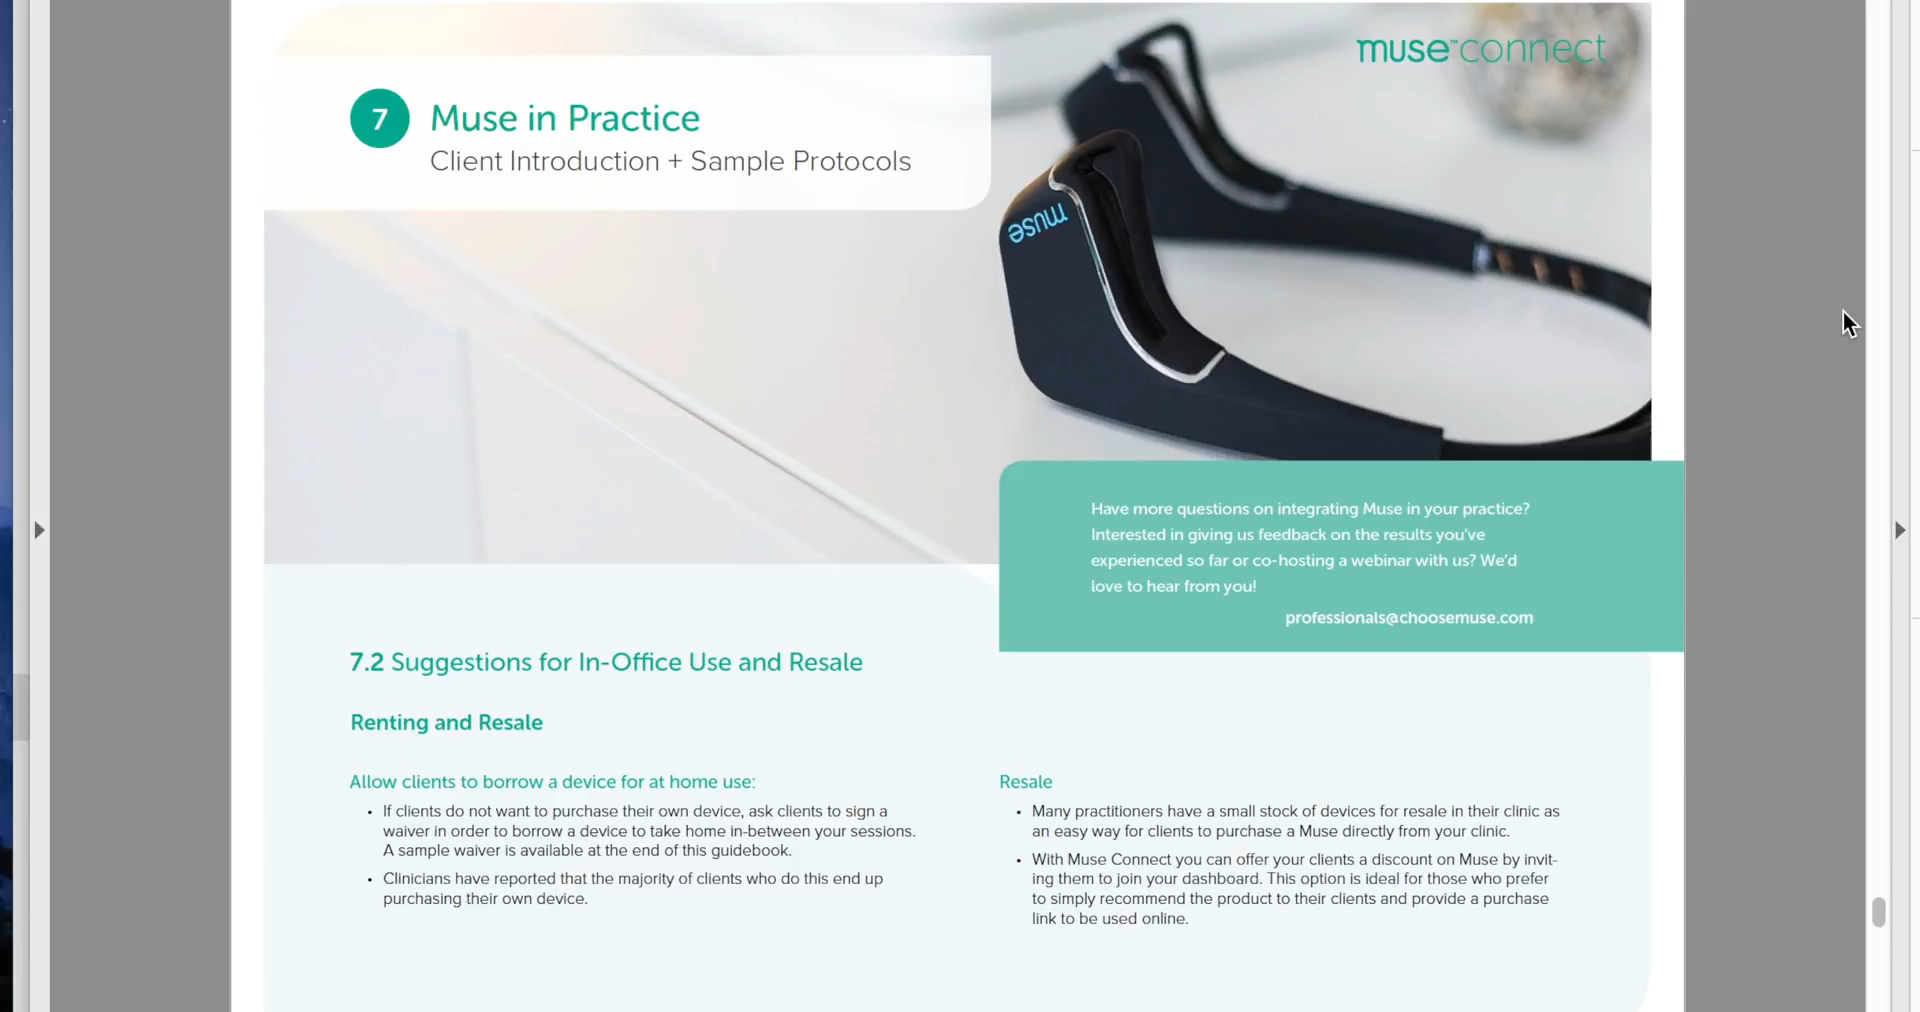 muse™connect
7
Muse in Practice
Client Introduction + Sample Protocols
muse
Have more questions on integrating Muse in your practice?
Interested in giving us feedback on the results you've
experienced so far or co-hosting a webinar with us? We'd
love to hear from you!
professionals@choosemuse.com
7.2 Suggestions for In-Office Use and Resale
Renting and Resale
Allow clients to borrow a device for at home use:
• If clients do not want to purchase their own device, ask clients to sign a
waiver in order to borrow a device to take home in-between your sessions.
A sample waiver is available at the end of this guidebook.
• Clinicians have reported that the majority of clients who do this end up
purchasing their own device.
Resale
• Many practitioners have a small stock of devices for resale in their clinic as
an easy way for clients to purchase a Muse directly from your clinic.
• With Muse Connect you can offer your clients a discount on Muse by invit-
ing them to join your dashboard. This option is ideal for those who prefer
to simply recommend the product to their clients and provide a purchase
link to be used online.